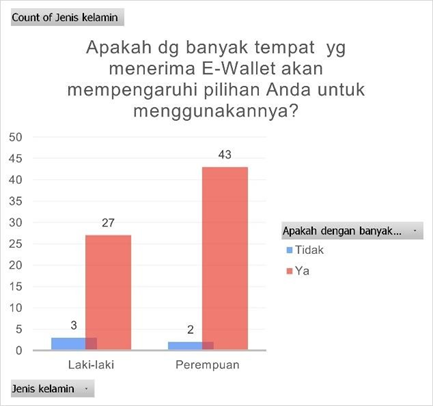 Count of Jenis kelamin
Apakah dg banyak tempat yg
menerima E-Wallet akan
mempengaruhi pilihan Anda untuk
menggunakannya?
50
45
40
35
30
25
20
15
10
5
0
3
27
2
43
Laki-laki
Perempuan
Apakah dengan banyak...
Tidak
Ya
Jenis kelamin